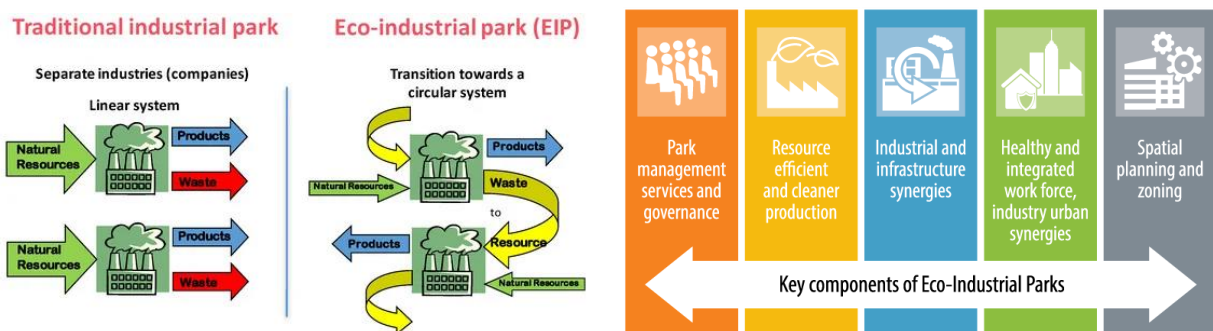 Traditional industrial park
Separate industries (companies)
Linear system
Natural
Resources
Products
Waste
Natural
Resources
Products
Waste
Eco-industrial park (EIP)
Transition towards a
circular system
Natural Resources
Products
Waste
to
Resource
Products
Natural Resources
Park
management
services and
governance
Resource
efficient
and cleaner
production
Industrial and
infrastructure
synergies
Healthy and
integrated
work force,
industry urban
synergies
Spatial
planning and
zoning
Key components of Eco-Industrial Parks